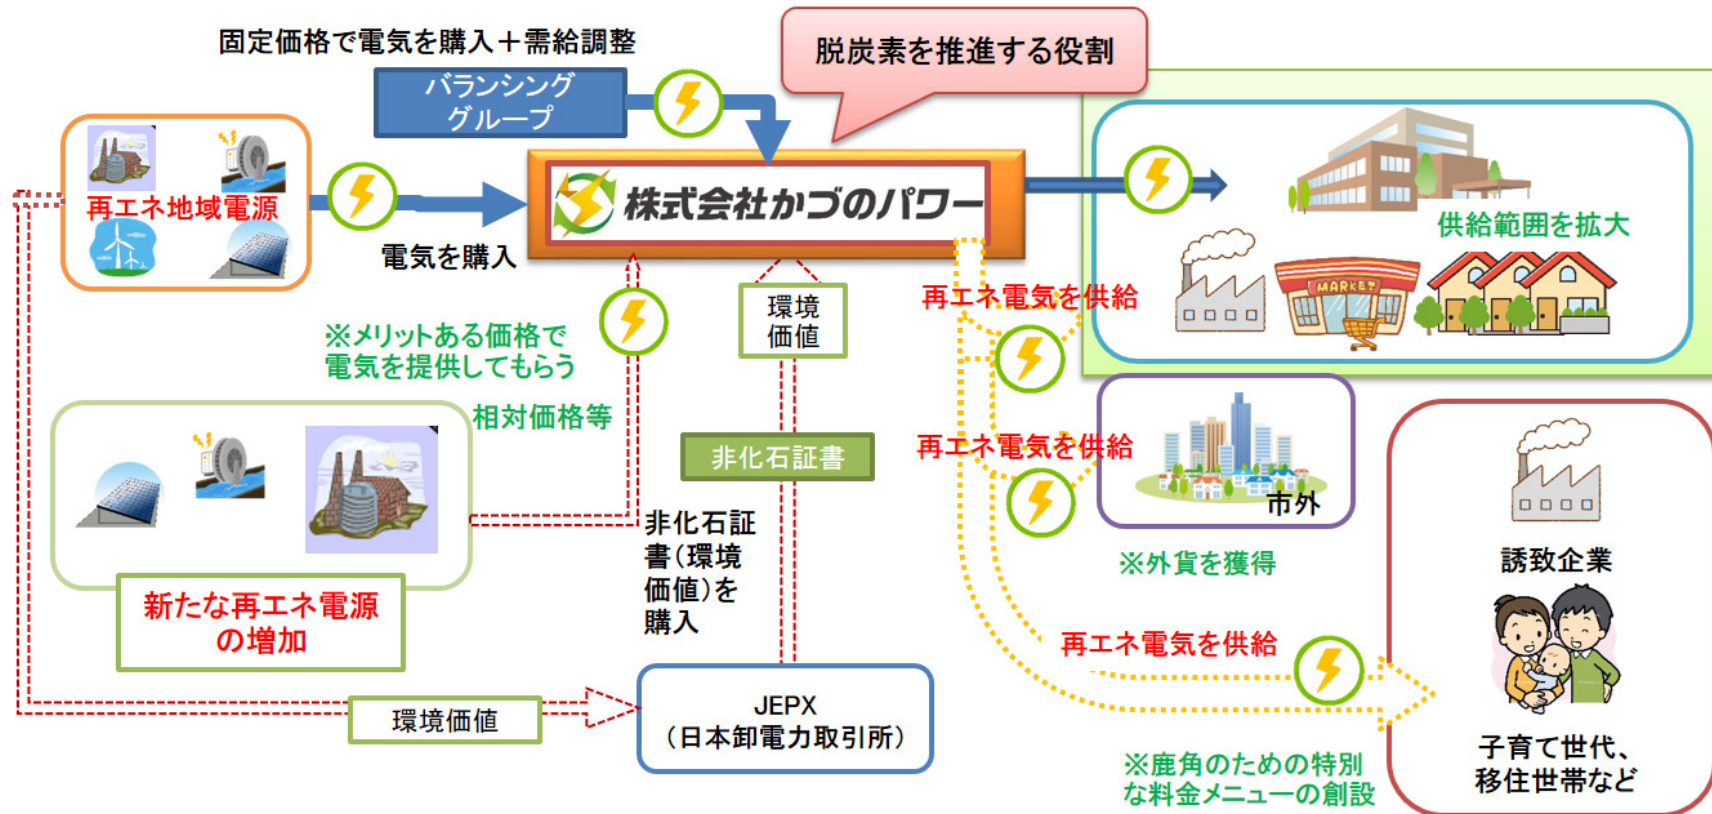 固定価格で電気を購入＋需給調整
脱炭素を推進する役割
バランシング
グループ
再エネ地域電源
株式会社かづのパワー
供給範囲を拡大
MARKET
電気を購入
再エネ電気を供給
環境
価値
※メリットある価格で
電気を提供してもらう
相対価格等
再エネ電気を供給
非化石証書
市外
非化石証
書（環境
価値）を
購入
※外貨を獲得
誘致企業
新たな再エネ電源
の増加
再エネ電気を供給
環境価値
JEPX
（日本卸電力取引所）
子育て世代、
移住世帯など
※鹿角のための特別
な料金メニューの創設